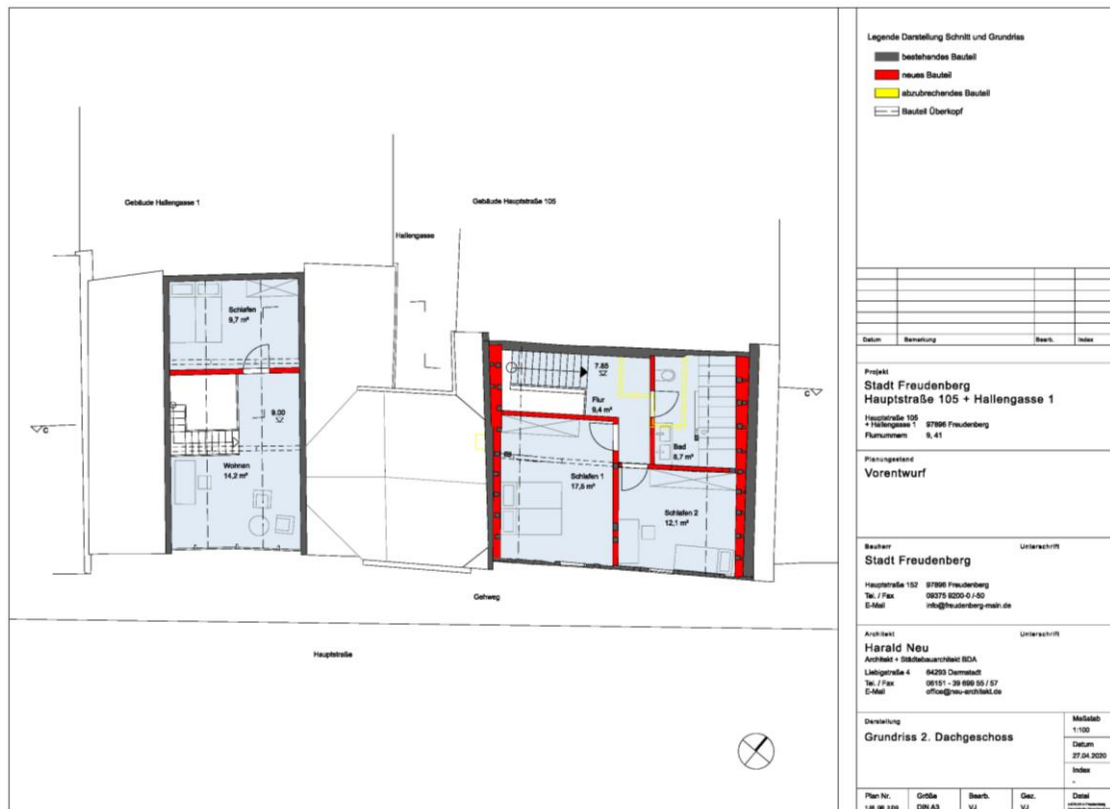 Legende Darstellung Schnitt und Grundriss
bestehendes Bauteil
neues Bauteil
abzubrechendes Bauteil
Bauteil Überkopf
Gebäude Hallengasse 1
Gebäude Hauptstraße 105
Hallengasse
Schlafen
9,7 m²
9.00
Wohnen
14,2 m²
C
7.85
Flur
9,4 m²
Bad
Schlafen 1
17,5 m²
Schlafen 2
12,1 m²
C
Gehweg
Hauptstraße
Datum Bemerkung Bearb. Index
Projekt
Stadt Freudenberg
Hauptstraße 105 + Hallengasse 1
Hauptstraße 105
+ Hallengasse 1 97896 Freudenberg
Flurnummern 9, 41
Planungsstand
Vorentwurf
Bauherr Unterschrift
Stadt Freudenberg
Hauptstraße 152 97896 Freudenberg
Tel. / Fax 09375 9200-0 /-50
E-Mail info@freudenberg-main.de
Architekt Unterschrift
Harald Neu
Architekt + Städtebauarchitekt BDA
Liebigstraße 4 64293 Darmstadt
Tel. / Fax 06151 - 39 699 55 / 57
E-Mail office@neu-architekt.de
Darstellung
Grundriss 2. Dachgeschoss
Maßstab
1:100
Datum
27.04.2020
Index
-
Plan Nr. Größe Bearb. Gez. Datei
DIN A3 VJ VJ